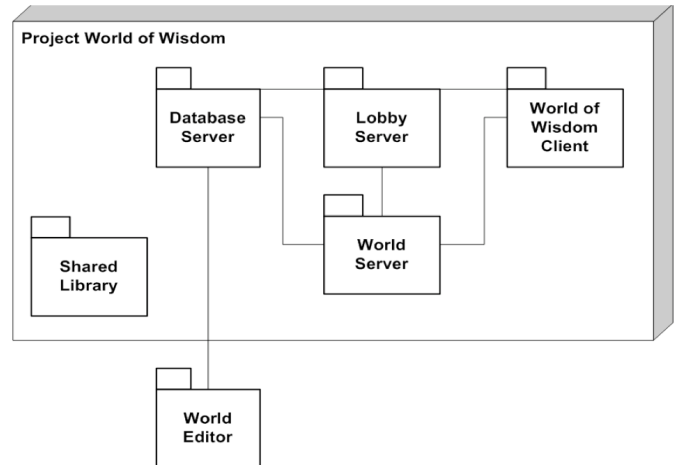 Project World of Wisdom
Database
Server
Lobby
Server
World of
Wisdom
Client
Shared
Library
World
Server
World
Editor